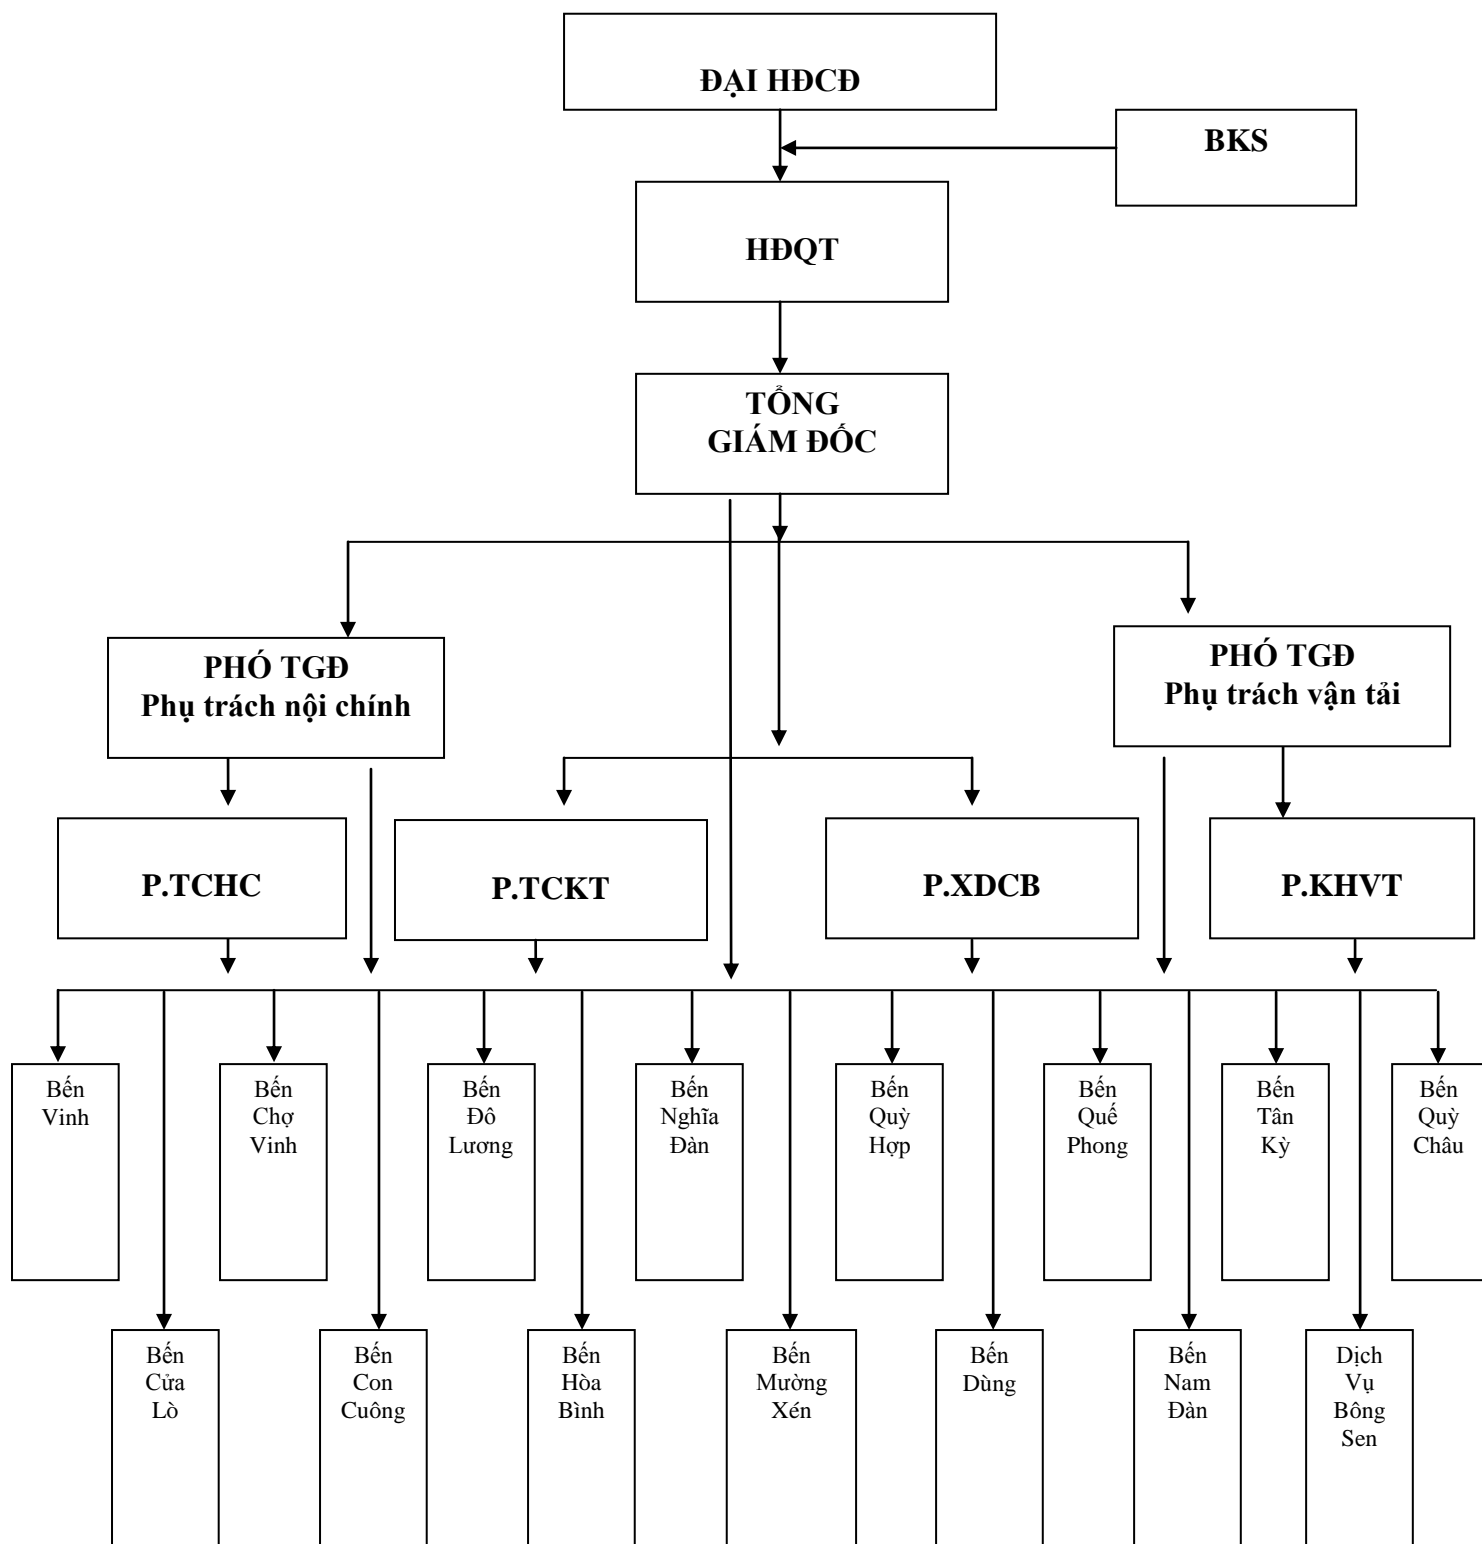 ĐẠI HĐCĐ
BKS
HĐQT
TỔNG
GIÁM ĐỐC
PHÓ TGĐ
Phụ trách nội chính
PHÓ TGĐ
Phụ trách vận tải
P.TCHC
P.TCKT
P.XDCB
P.KHVT
Bến
Vinh
Bến
Chợ
Vinh
Bến
Đô
Lương
Bến
Nghĩa
Đàn
Bến
Quỳ
Hợp
Bến
Quế
Phong
Bến
Tân
Kỳ
Bến
Quỳ
Châu
Bến
Cửa
Lò
Bến
Con
Cuông
Bến
Hòa
Bình
Bến
Mường
Xén
Bến
Dùng
Bến
Nam
Đàn
Dịch
Vụ
Bông
Sen